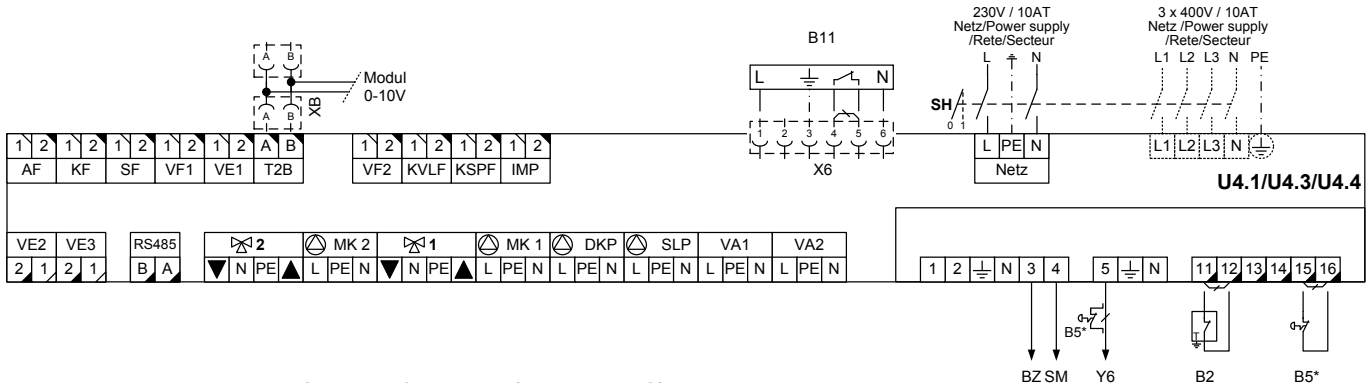 230V / 10AT
Netz/Power supply
/Rete/Secteur
L N
3 x 400V / 10AT
Netz /Power supply
/Rete/Secteur
L1 L2 L3 N PE
B11
L N
A B
Modul
0-10V
A B
XB
SH
0 1
1 2 3 4 5 6
X6
1 2 1 2 1 2 1 2 1 2 A B
AF KF SF VF1 VE1 T2B
1 2 1 2 1 2 1 2
VF2 KVLF KSPF IMP
L PE N
Netz
L1 L2 L3 N
U4.1/U4.3/U4.4
VE2 VE3 RS485 2 MK 2 1 MK 1 DKP SLP VA1 VA2
2 1 2 1 B A N PE L PE N N PE L PE N L PE N L PE N L PE N L PE N
1 2 N 3 4 5 N 11 12 13 14 15 16
B5*
T
BZ SM Y6 B2 B5*